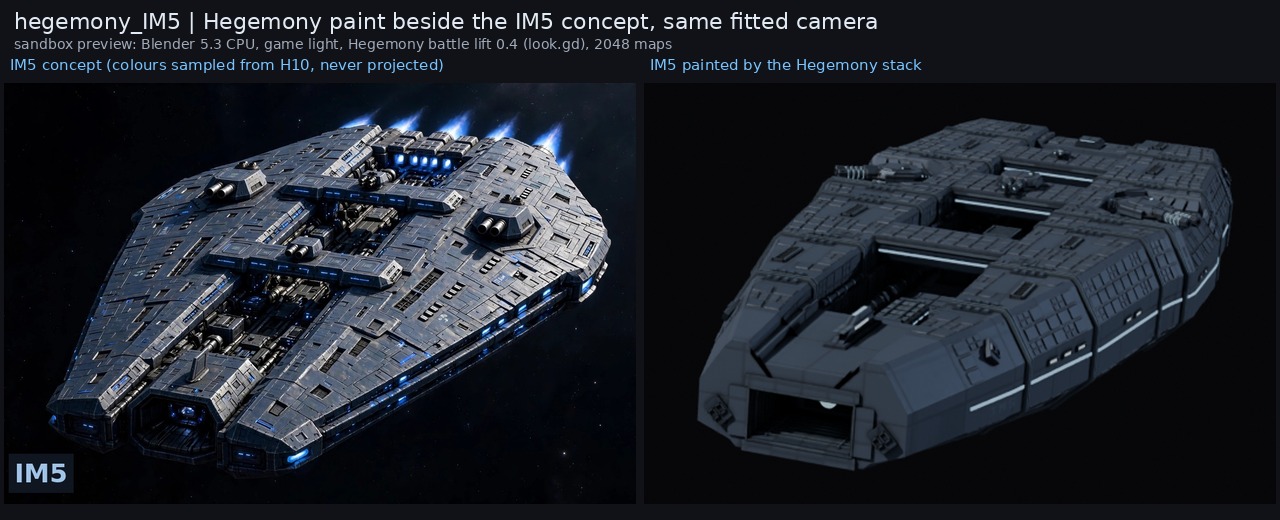 hegemony_IM5 | Hegemony paint beside the IM5 concept, same fitted camera
sandbox preview: Blender 5.3 CPU, game light, Hegemony battle lift 0.4 (look.gd), 2048 maps
IM5 concept (colours sampled from H10, never projected)
IM5 painted by the Hegemony stack
IM5